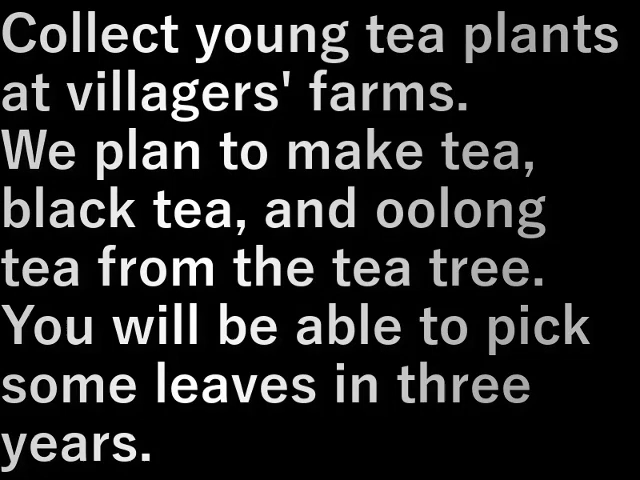 Collect young tea plants
at villagers' farms.
We plan to make tea,
black tea, and oolong
tea from the tea tree.
You will be able to pick
some leaves in three
years.